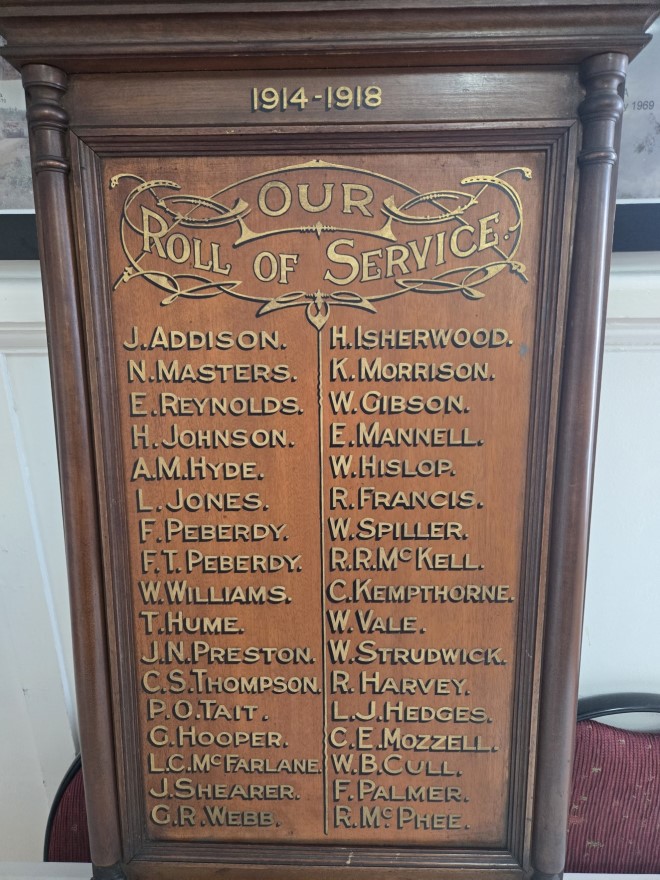 1914-1918
OUR
ROLL OF SERVICE.
J. ADDISON.
N. MASTERS.
E. REYNOLDS.
H. JOHNSON.
A.M. HYDE.
L. JONES.
F. PEBERDY.
F.T. PEBERDY.
W. WILLIAMS.
T. HUME.
J.N. PRESTON.
C.S. THOMPSON.
P.O. TAIT.
G. HOOPER.
L.C. McFARLANE.
J. SHEARER.
G.R. WEBB.
H. ISHERWOOD.
K. MORRISON.
W. GIBSON.
E. MANNELL.
W. HISLOP.
R. FRANCIS.
W. SPILLER.
R.R. McKELL.
C. KEMPTHORNE.
W. VALE.
W. STRUDWICK.
R. HARVEY.
L.J. HEDGES.
C.E. MOZZELL.
W.B. CULL.
F. PALMER.
R. McPHEE.
1969